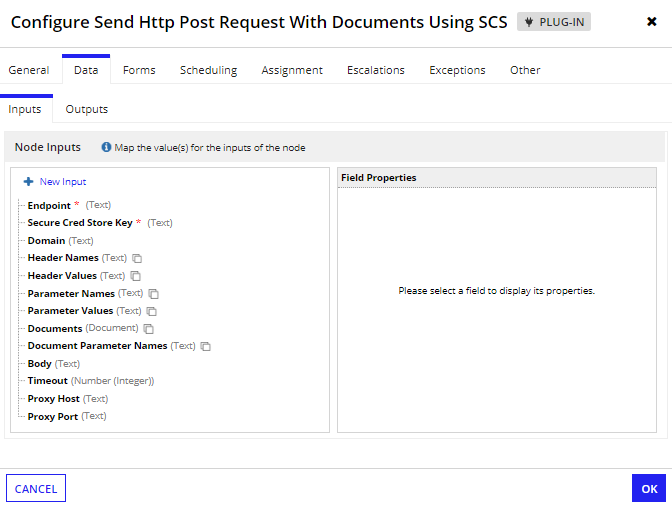 Configure Send Http Post Request With Documents Using SCS PLUG-IN
General Data Forms Scheduling Assignment Escalations Exceptions Other
Inputs Outputs
Node Inputs Map the value(s) for the inputs of the node
New Input
Endpoint * (Text)
Secure Cred Store Key * (Text)
Domain (Text)
Header Names (Text)
Header Values (Text)
Parameter Names (Text)
Parameter Values (Text)
Documents (Document)
Document Parameter Names (Text)
Body (Text)
Timeout (Number (Integer))
Proxy Host (Text)
Proxy Port (Text)
Field Properties
Please select a field to display its properties.
CANCEL OK